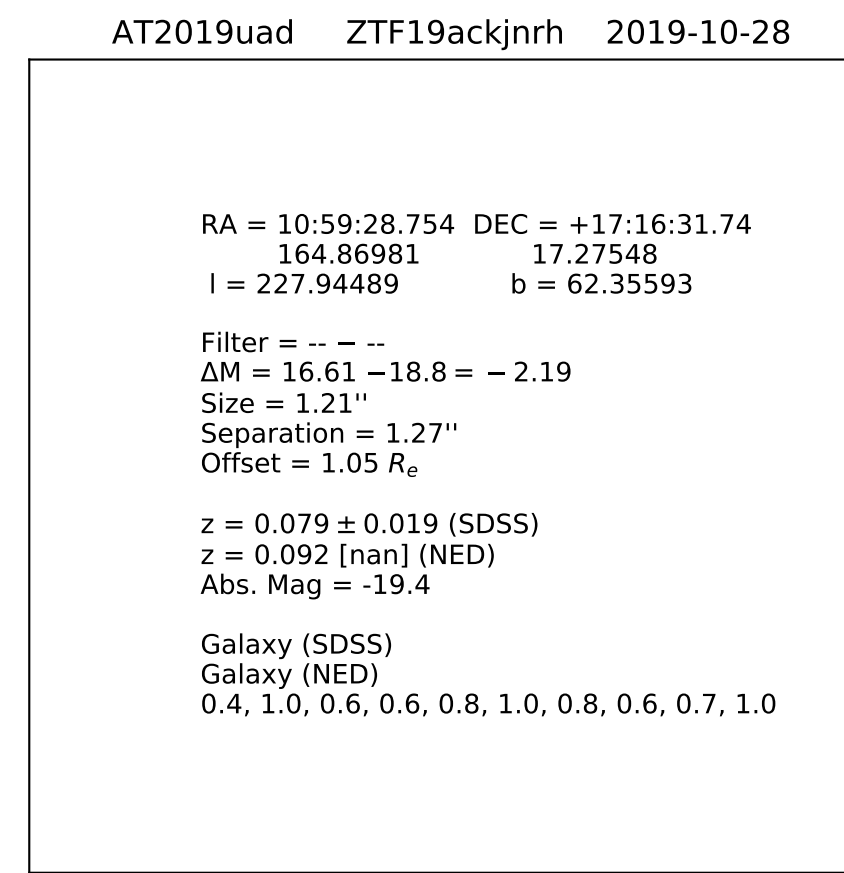 AT2019uad ZTF19ackjnrh 2019-10-28
RA = 10:59:28.754 DEC = +17:16:31.74
164.86981 17.27548
l = 227.94489 b = 62.35593
Filter = -- − --
ΔM = 16.61 −18.8 = − 2.19
Size = 1.21''
Separation = 1.27''
Offset = 1.05 Rₑ
z = 0.079 ± 0.019 (SDSS)
z = 0.092 [nan] (NED)
Abs. Mag = -19.4
Galaxy (SDSS)
Galaxy (NED)
0.4, 1.0, 0.6, 0.6, 0.8, 1.0, 0.8, 0.6, 0.7, 1.0